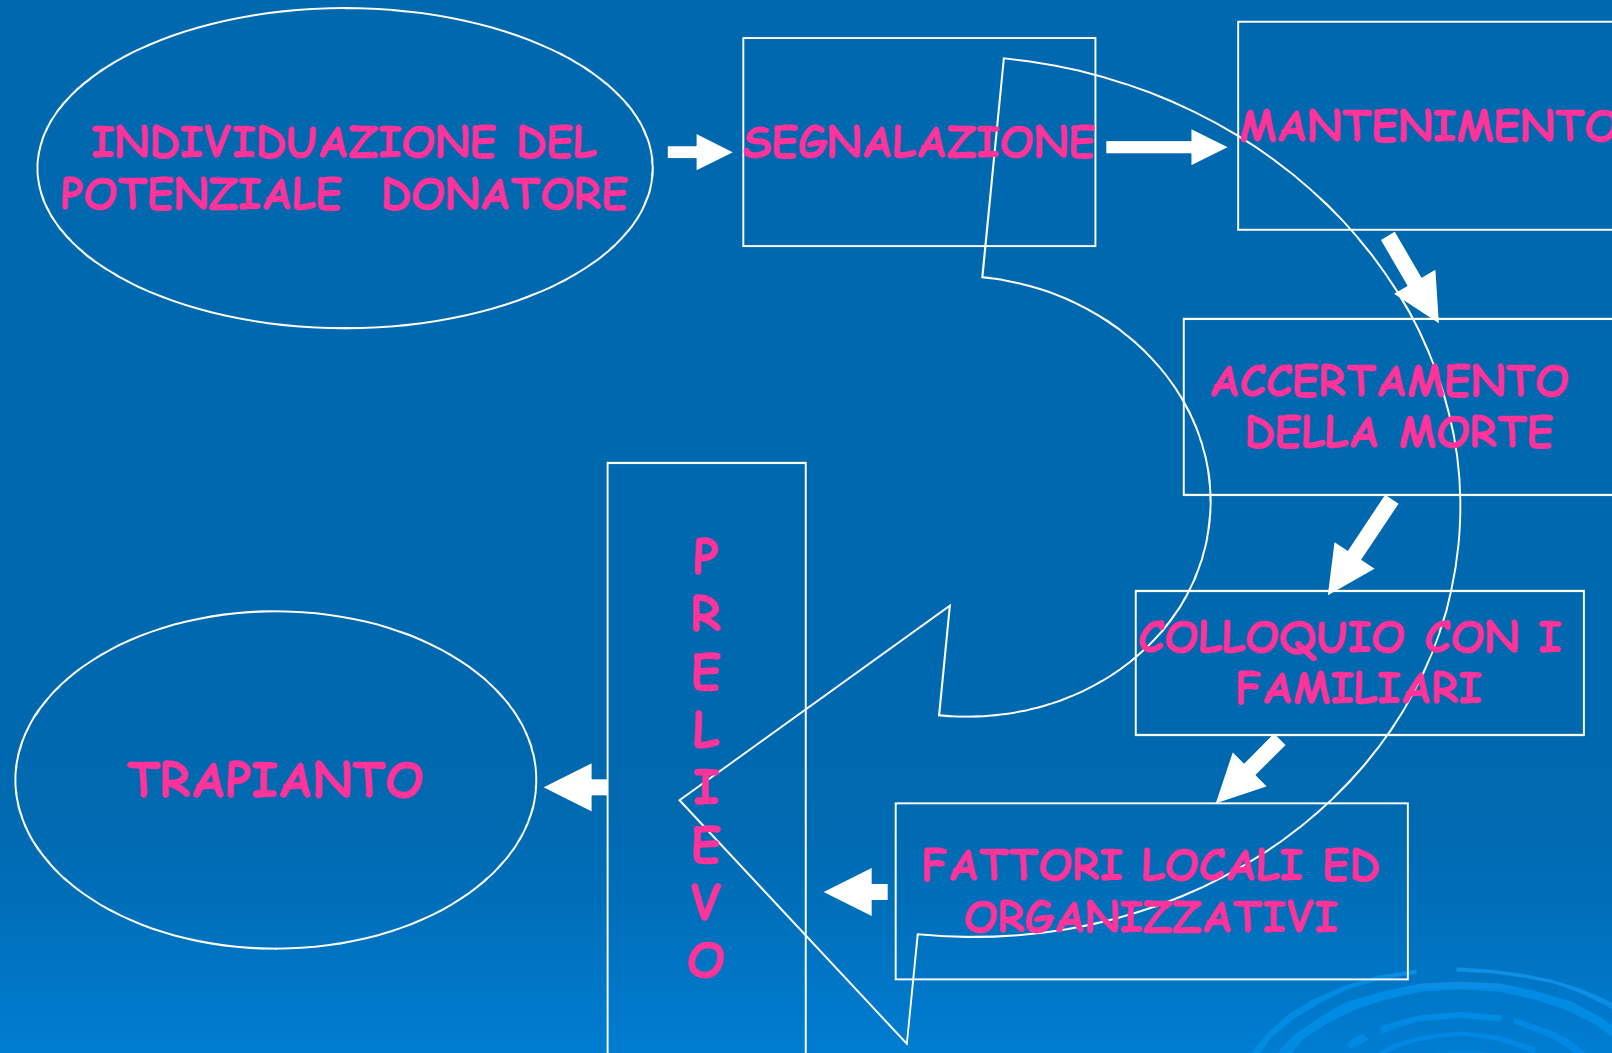 INDIVIDUAZIONE DEL
POTENZIALE DONATORE
SEGNALAZIONE
MANTENIMENTO
ACCERTAMENTO
DELLA MORTE
COLLOQUIO CON I
FAMILIARI
FATTORI LOCALI ED
ORGANIZZATIVI
P
R
E
L
I
E
V
O
TRAPIANTO